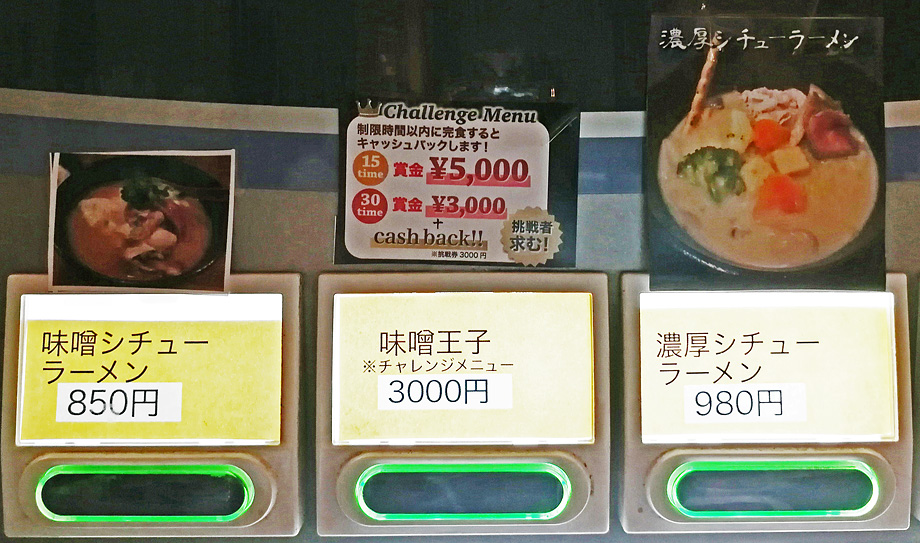 濃厚シチューラーメン
Challenge Menu
制限時間以内に完食すると
キャッシュバックします!
15 time 賞金 ¥5,000
30 time 賞金 ¥3,000
+
cash back!!
※挑戦券 3000円
挑戦者
求む!
味噌シチュー
ラーメン
850円
味噌王子
※チャレンジメニュー
3000円
濃厚シチュー
ラーメン
980円